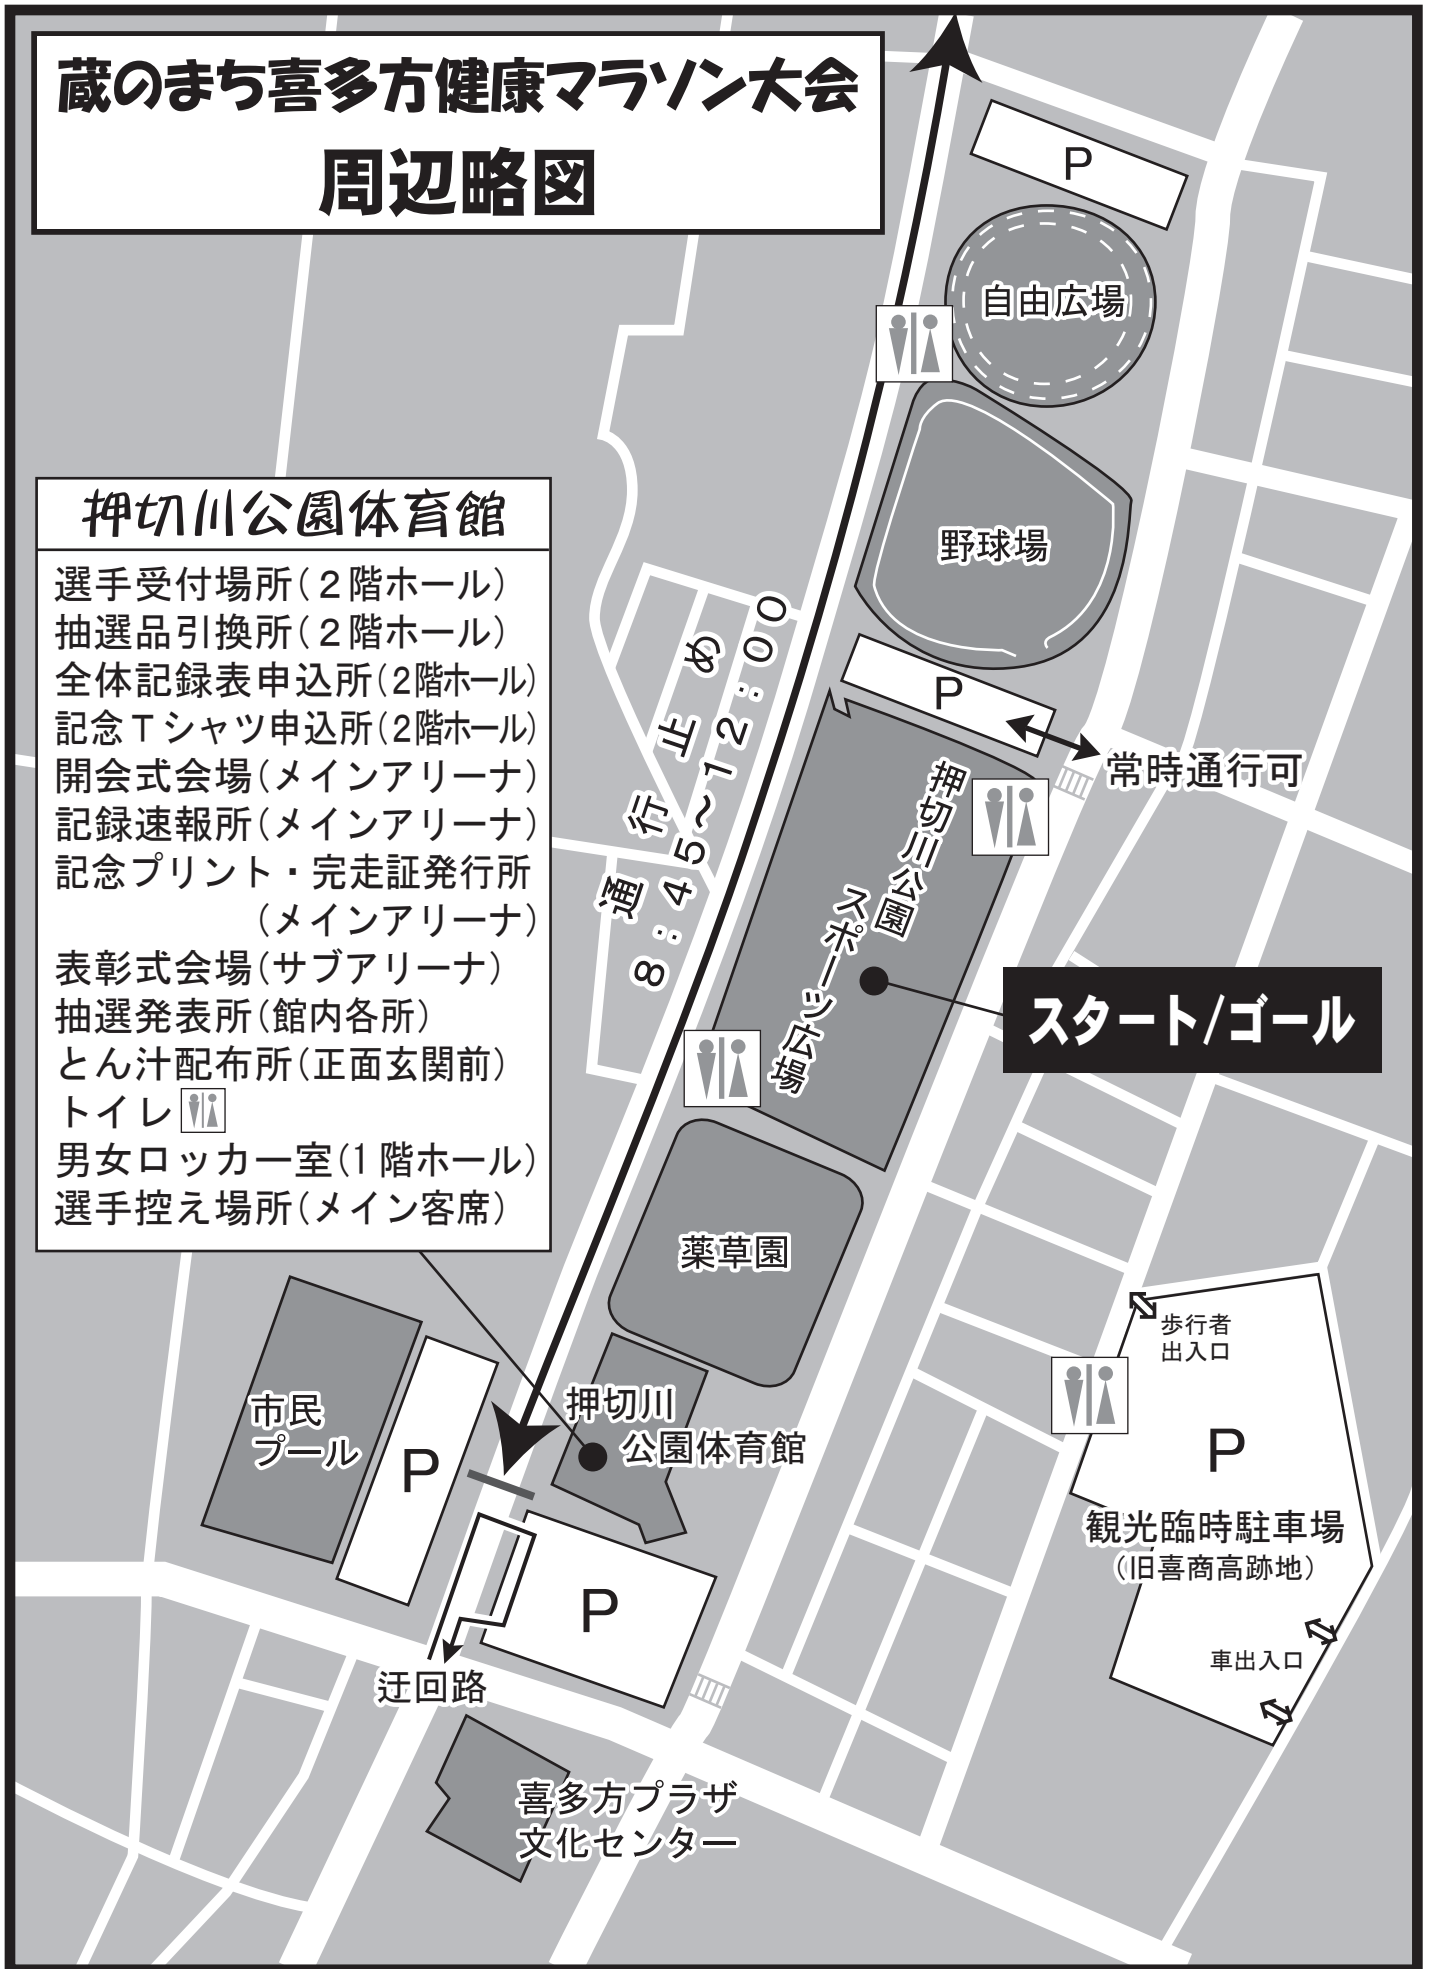 蔵のまち喜多方健康マラソン大会
周辺略図
P
自由広場
野球場
P
常時通行可
押切川公園体育館
選手受付場所(２階ホール)
抽選品引換所(２階ホール)
全体記録表申込所(2階ホール)
記念Ｔシャツ申込所(2階ホール)
開会式会場(メインアリーナ)
記録速報所(メインアリーナ)
記念プリント・完走証発行所
(メインアリーナ)
表彰式会場(サブアリーナ)
抽選発表所(館内各所)
とん汁配布所(正面玄関前)
トイレ
男女ロッカー室(1階ホール)
選手控え場所(メイン客席)
通行止め
８：４５～１２：００
押切川公園
スポーツ広場
スタート/ゴール
薬草園
歩行者
出入口
市民
プール
P
押切川
公園体育館
P
観光臨時駐車場
(旧喜商高跡地)
P
車出入口
迂回路
喜多方プラザ
文化センター